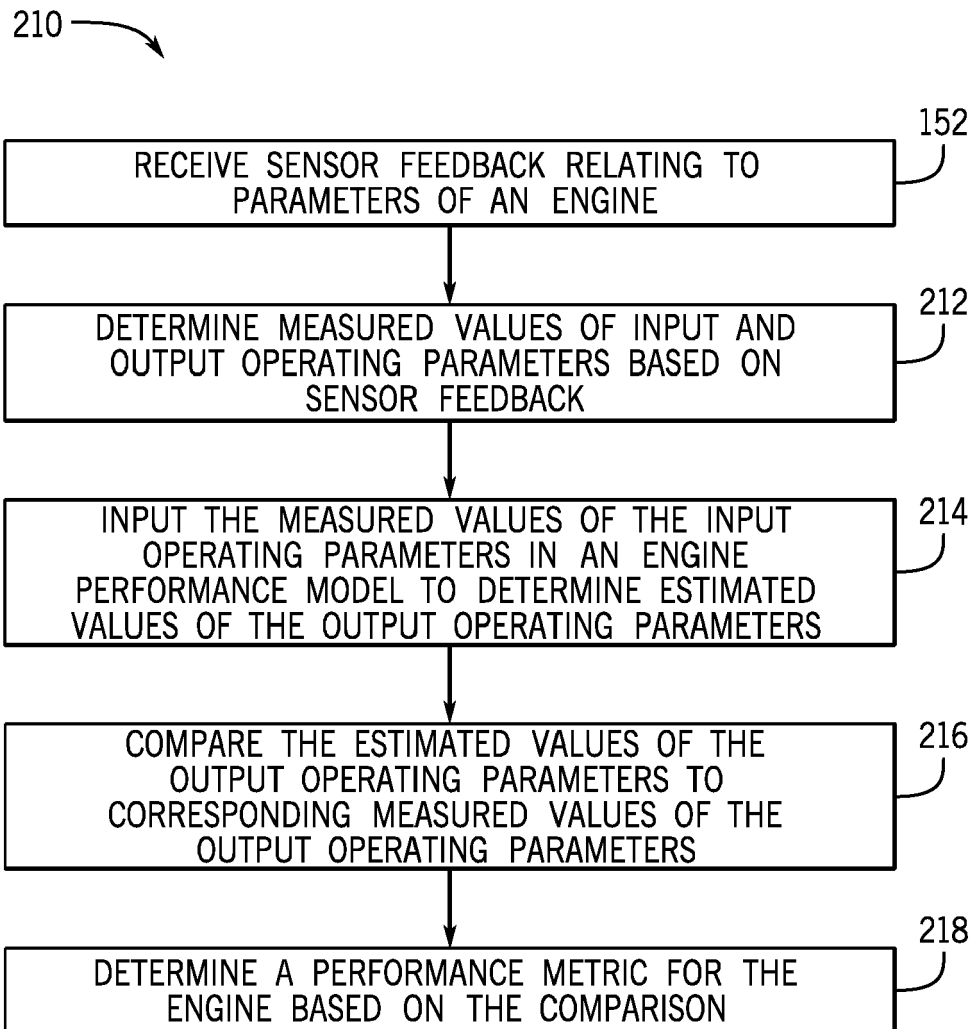 210
152
RECEIVE SENSOR FEEDBACK RELATING TO
PARAMETERS OF AN ENGINE
212
DETERMINE MEASURED VALUES OF INPUT AND
OUTPUT OPERATING PARAMETERS BASED ON
SENSOR FEEDBACK
214
INPUT THE MEASURED VALUES OF THE INPUT
OPERATING PARAMETERS IN AN ENGINE
PERFORMANCE MODEL TO DETERMINE ESTIMATED
VALUES OF THE OUTPUT OPERATING PARAMETERS
216
COMPARE THE ESTIMATED VALUES OF THE
OUTPUT OPERATING PARAMETERS TO
CORRESPONDING MEASURED VALUES OF THE
OUTPUT OPERATING PARAMETERS
218
DETERMINE A PERFORMANCE METRIC FOR THE
ENGINE BASED ON THE COMPARISON